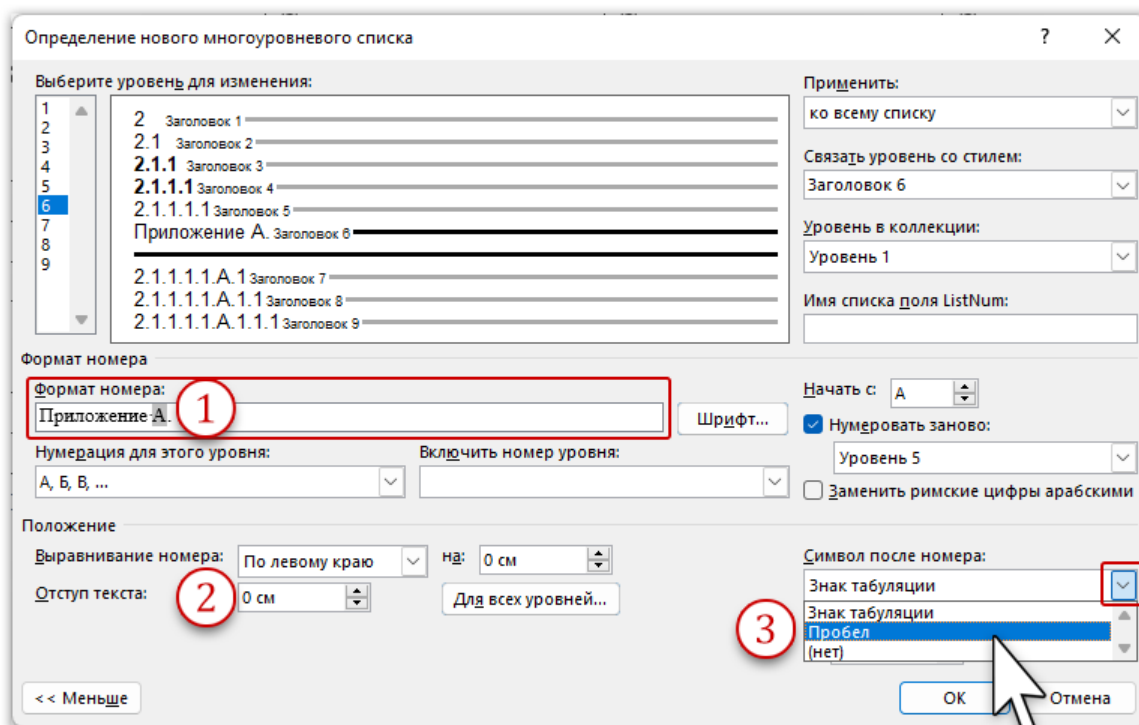 Определение нового многоуровневого списка
?
Выберите уровень для изменения:
1
2
3
4
5
6
7
8
9
2 Заголовок 1
2.1 Заголовок 2
2.1.1 Заголовок 3
2.1.1.1 Заголовок 4
2.1.1.1.1 Заголовок 5
Приложение А. Заголовок 6
2.1.1.1.1.А.1 Заголовок 7
2.1.1.1.1.А.1.1 Заголовок 8
2.1.1.1.1.А.1.1.1 Заголовок 9
Применить:
ко всему списку
Связать уровень со стилем:
Заголовок 6
Уровень в коллекции:
Уровень 1
Имя списка поля ListNum:
Формат номера
Формат номера:
Приложение·А.
1
Шрифт...
Начать с: А
Нумеровать заново:
Уровень 5
Нумерация для этого уровня:
А, Б, В, ...
Включить номер уровня:
Заменить римские цифры арабскими
Положение
Выравнивание номера: По левому краю на: 0 см
Отступ текста: 2 0 см
Для всех уровней...
Символ после номера:
Знак табуляции
Знак табуляции
3 Пробел
(нет)
<< Меньше
ОК
Отмена